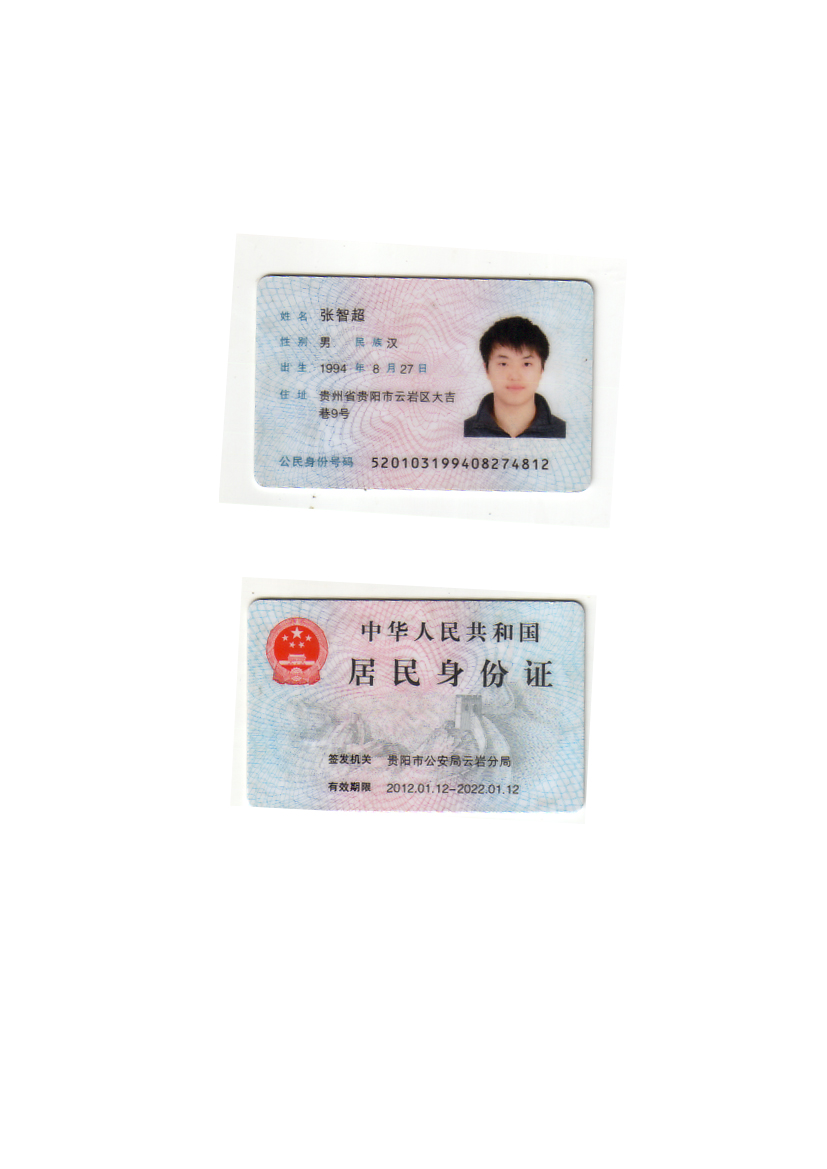 姓名 张智超
性别 男 民族 汉
出生 1994 年 8 月 27 日
住址 贵州省贵阳市云岩区大吉
巷9号
公民身份号码 520103199408274812
中华人民共和国
居民身份证
签发机关 贵阳市公安局云岩分局
有效期限 2012.01.12-2022.01.12